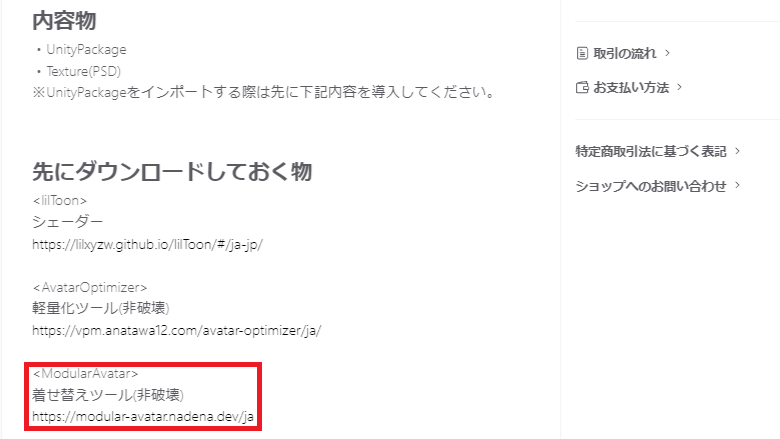 内容物
・UnityPackage
・Texture(PSD)
※UnityPackageをインポートする際は先に下記内容を導入してください。
先にダウンロードしておく物
<lilToon>
シェーダー
https://lilxyzw.github.io/lilToon/#/ja-jp/
<AvatarOptimizer>
軽量化ツール(非破壊)
https://vpm.anatawa12.com/avatar-optimizer/ja/
<ModularAvatar>
着せ替えツール(非破壊)
https://modular-avatar.nadena.dev/ja
取引の流れ
お支払い方法
特定商取引法に基づく表記
ショップへのお問い合わせ